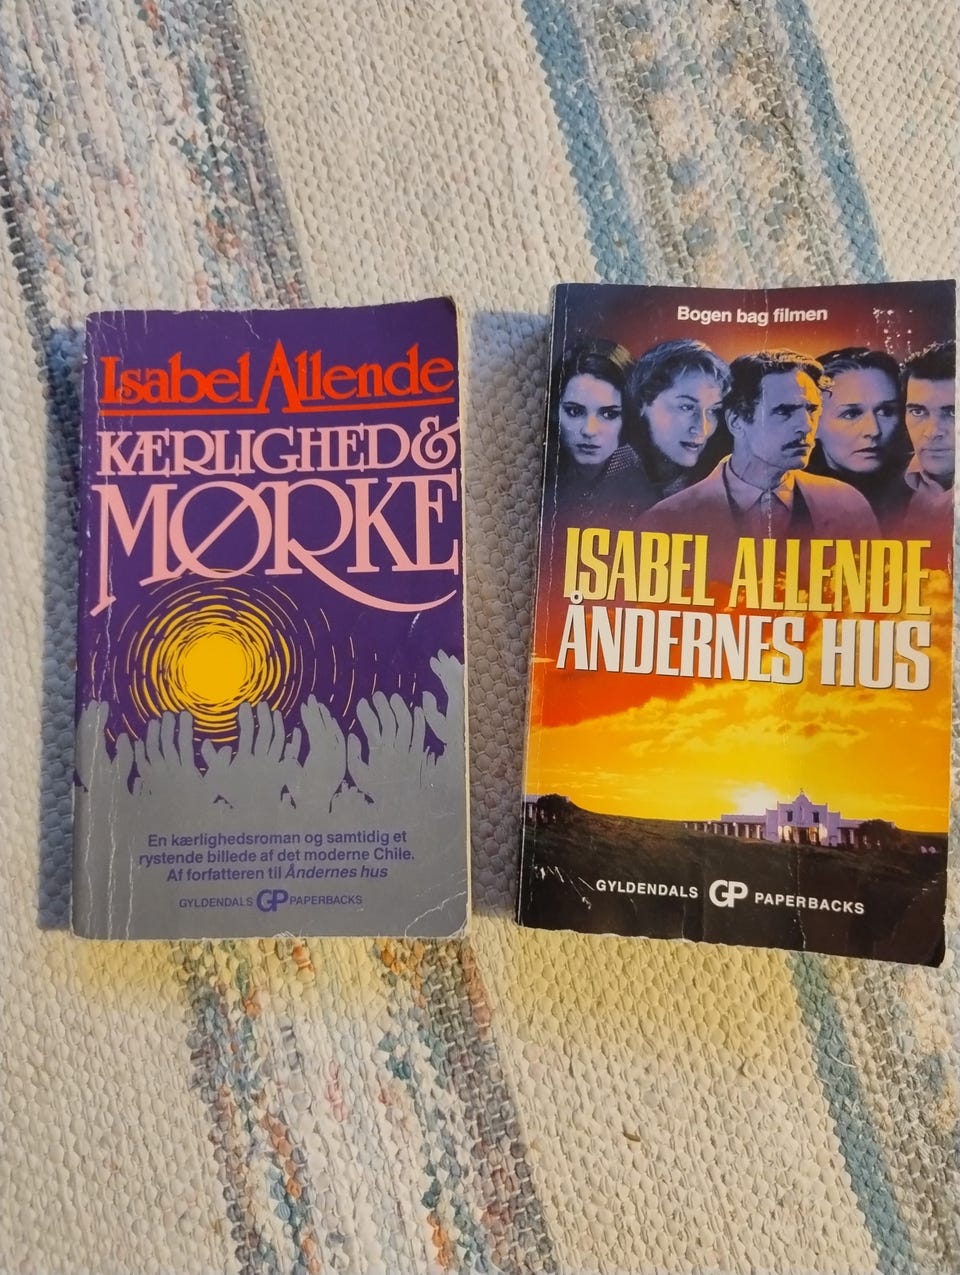 Isabel Allende
KÆRLIGHED &
MØRKE
En kærlighedsroman og samtidig et
rystende billede af det moderne Chile.
Af forfatteren til Åndernes hus
GYLDENDALS GP PAPERBACKS
Bogen bag filmen
ISABEL ALLENDE
ÅNDERNES HUS
GYLDENDALS GP PAPERBACKS